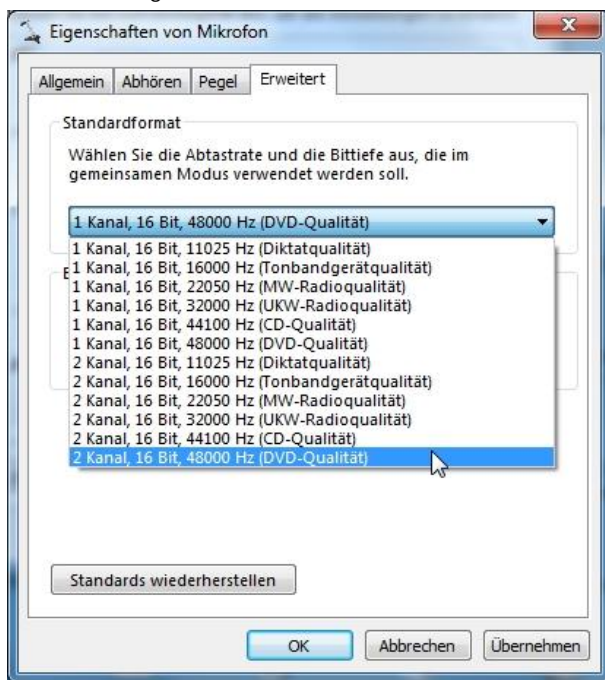 Eigenschaften von Mikrofon
Allgemein Abhören Pegel Erweitert
Standardformat
Wählen Sie die Abtastrate und die Bittiefe aus, die im
gemeinsamen Modus verwendet werden soll.
1 Kanal, 16 Bit, 48000 Hz (DVD-Qualität)
1 Kanal, 16 Bit, 11025 Hz (Diktatqualität)
1 Kanal, 16 Bit, 16000 Hz (Tonbandgerätqualität)
1 Kanal, 16 Bit, 22050 Hz (MW-Radioqualität)
1 Kanal, 16 Bit, 32000 Hz (UKW-Radioqualität)
1 Kanal, 16 Bit, 44100 Hz (CD-Qualität)
1 Kanal, 16 Bit, 48000 Hz (DVD-Qualität)
2 Kanal, 16 Bit, 11025 Hz (Diktatqualität)
2 Kanal, 16 Bit, 16000 Hz (Tonbandgerätqualität)
2 Kanal, 16 Bit, 22050 Hz (MW-Radioqualität)
2 Kanal, 16 Bit, 32000 Hz (UKW-Radioqualität)
2 Kanal, 16 Bit, 44100 Hz (CD-Qualität)
2 Kanal, 16 Bit, 48000 Hz (DVD-Qualität)
Standards wiederherstellen
OK Abbrechen Übernehmen